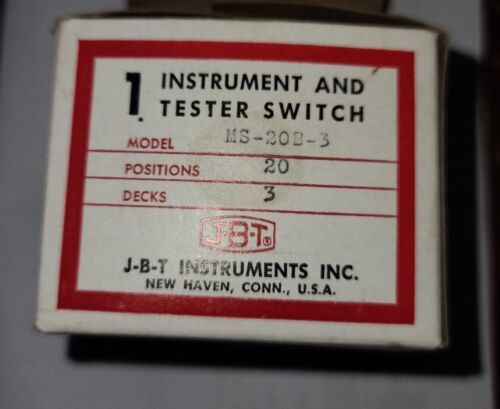 1 INSTRUMENT AND
TESTER SWITCH
MODEL MS-20B-3
POSITIONS 20
DECKS 3
J-B-T®
J-B-T INSTRUMENTS INC.
NEW HAVEN, CONN., U.S.A.